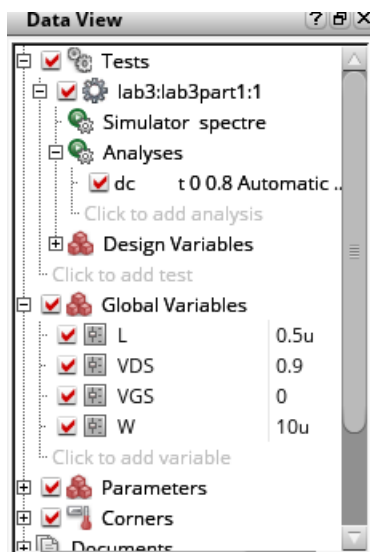 Data View
Tests
lab3:lab3part1:1
Simulator spectre
Analyses
dc t 0 0.8 Automatic ..
Click to add analysis
Design Variables
Click to add test
Global Variables
L 0.5u
VDS 0.9
VGS 0
W 10u
Click to add variable
Parameters
Corners
Documents